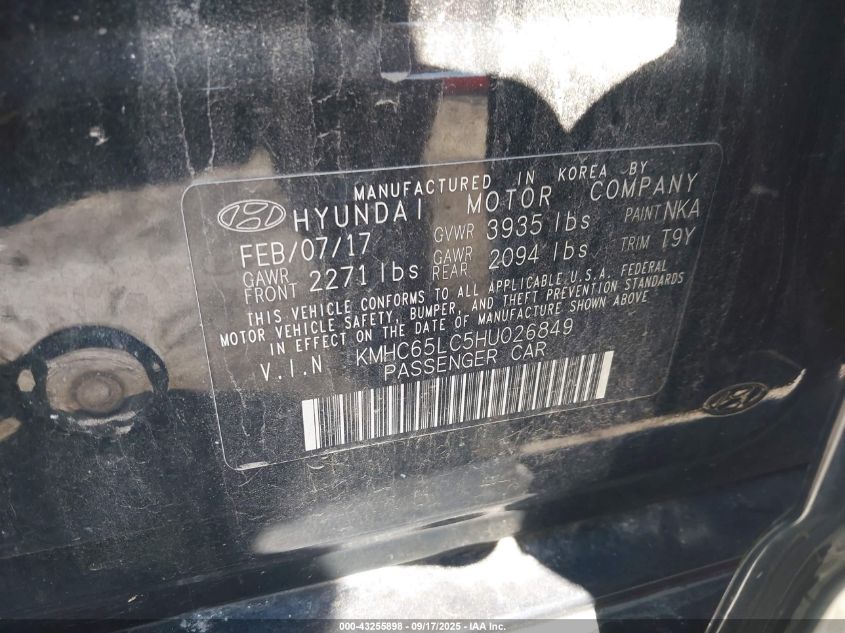 MANUFACTURED IN KOREA BY
HYUNDAI MOTOR COMPANY
FEB/07/17 GVWR 3935 lbs PAINT NKA
GAWR FRONT 2271 lbs GAWR REAR 2094 lbs TRIM T9Y
THIS VEHICLE CONFORMS TO ALL APPLICABLE U.S.A. FEDERAL
MOTOR VEHICLE SAFETY, BUMPER, AND THEFT PREVENTION STANDARDS
IN EFFECT ON THE DATE OF MANUFACTURE SHOWN ABOVE
V.I.N KMHC65LC5HU026849
PASSENGER CAR
000-43255898 - 09/17/2025 - IAA Inc.